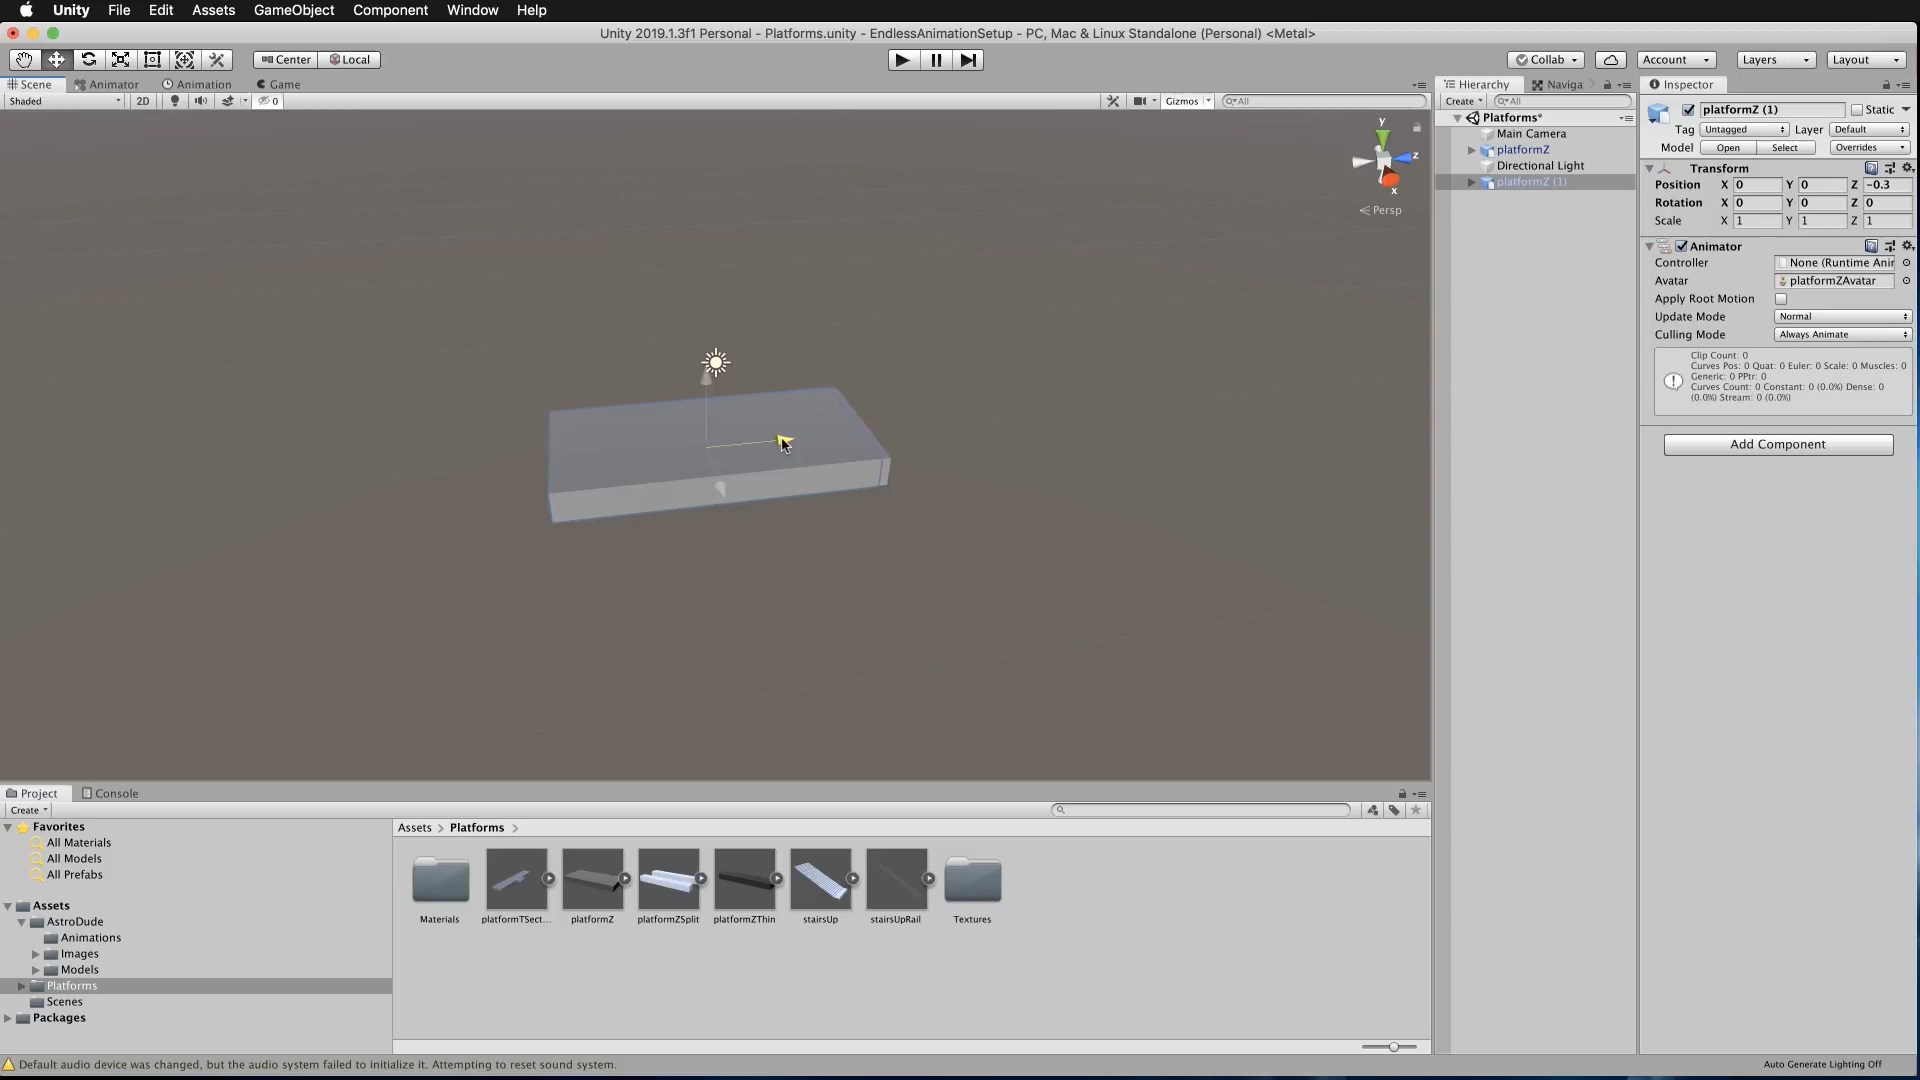 Unity File Edit Assets GameObject Component Window Help
Unity 2019.1.3f1 Personal - Platforms.unity - EndlessAnimationSetup - PC, Mac & Linux Standalone (Personal) <Metal>
Center Local Collab Account Layers Layout
Scene Animator Animation Game
Shaded 2D 0 Gizmos All
y
z
x
Persp
Hierarchy Naviga
Create All
Platforms*
Main Camera
platformZ
Directional Light
platformZ (1)
Inspector
platformZ (1) Static
Tag Untagged Layer Default
Model Open Select Overrides
Transform
Position X 0 Y 0 Z -0.3
Rotation X 0 Y 0 Z 0
Scale X 1 Y 1 Z 1
Animator
Controller None (Runtime Anir
Avatar platformZAvatar
Apply Root Motion
Update Mode Normal
Culling Mode Always Animate
Clip Count: 0
Curves Pos: 0 Quat: 0 Euler: 0 Scale: 0 Muscles: 0
Generic: 0 PPtr: 0
Curves Count: 0 Constant: 0 (0.0%) Dense: 0
(0.0%) Stream: 0 (0.0%)
Add Component
Project Console
Create
Favorites
All Materials
All Models
All Prefabs
Assets
AstroDude
Animations
Images
Models
Platforms
Scenes
Packages
Assets > Platforms >
Materials platformTSect... platformZ platformZSplit platformZThin stairsUp stairsUpRail Textures
Default audio device was changed, but the audio system failed to initialize it. Attempting to reset sound system.
Auto Generate Lighting Off